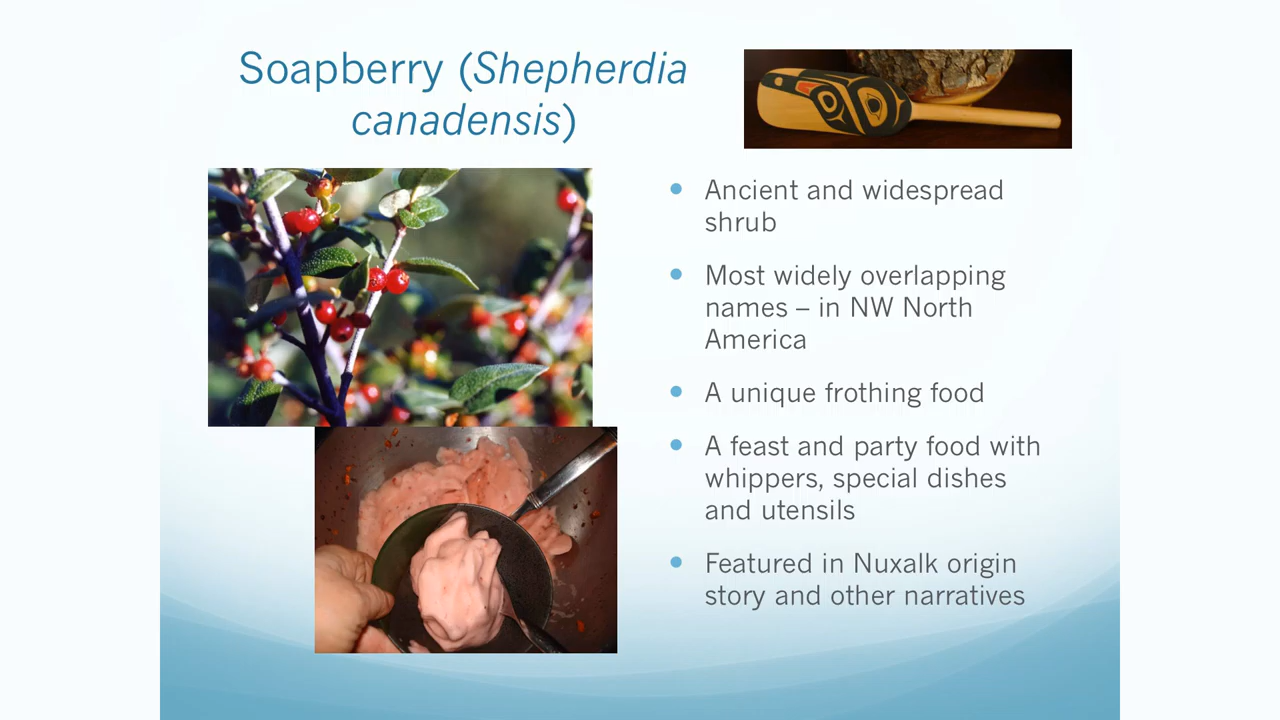 Soapberry (Shepherdia
canadensis)
• Ancient and widespread
shrub
• Most widely overlapping
names – in NW North
America
• A unique frothing food
• A feast and party food with
whippers, special dishes
and utensils
• Featured in Nuxalk origin
story and other narratives